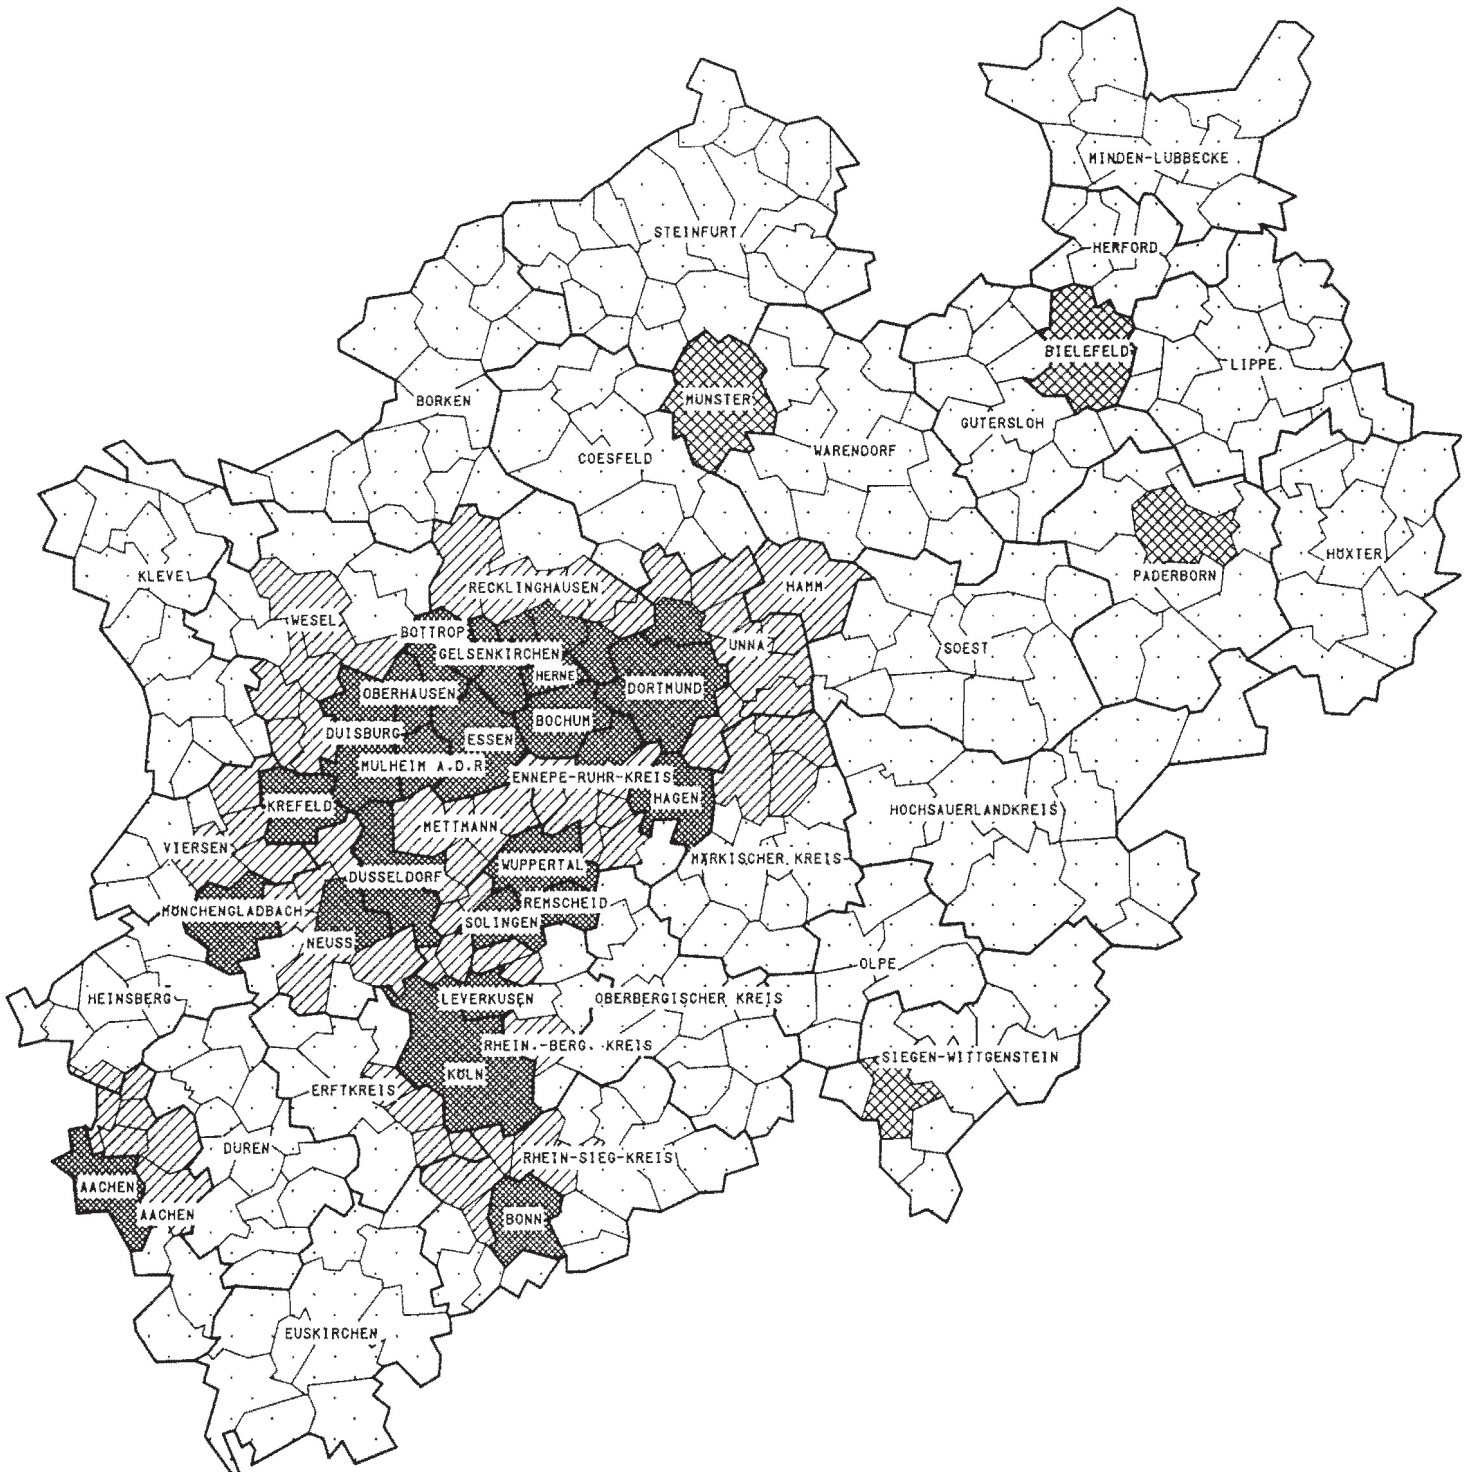 MINDEN-LUBBECKE
STEINFURT
HERFORD
BIELEFELD
LIPPE
BORKEN
MUNSTER
GUTERSLOH
COESFELD
WARENDORF
KLEVE
HÖXTER
PADERBORN
RECKLINGHAUSEN
HAMM
WESEL
BOTTROP
GELSENKIRCHEN
UNNA
SOEST
HERNE
OBERHAUSEN
DORTMUND
BOCHUM
DUISBURG
ESSEN
MULHEIM A.D.R
ENNEPE-RUHR-KREIS
KREFELD
HAGEN
HOCHSAUERLANDKREIS
METTMANN
VIERSEN
WUPPERTAL
MÄRKISCHER KREIS
DUSSELDORF
REMSCHEID
MÖNCHENGLADBACH
SOLINGEN
NEUSS
OLPE
HEINSBERG
LEVERKUSEN
OBERBERGISCHER KREIS
RHEIN.-BERG. KREIS
SIEGEN-WITTGENSTEIN
KÖLN
ERFTKREIS
DUREN
RHEIN-SIEG-KREIS
AACHEN
AACHEN
BONN
EUSKIRCHEN